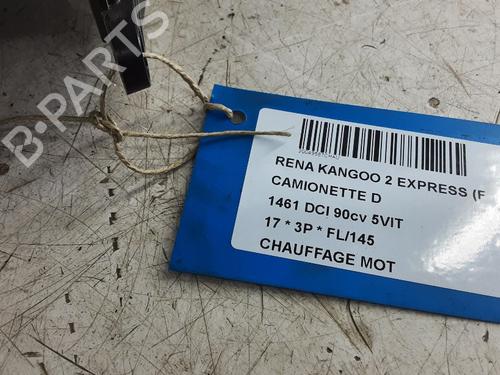 B-PARTS
RENA KANGOO 2 EXPRESS (F
CAMIONETTE D
1461 DCI 90cv 5VIT
17 * 3P * FL/145
CHAUFFAGE MOT